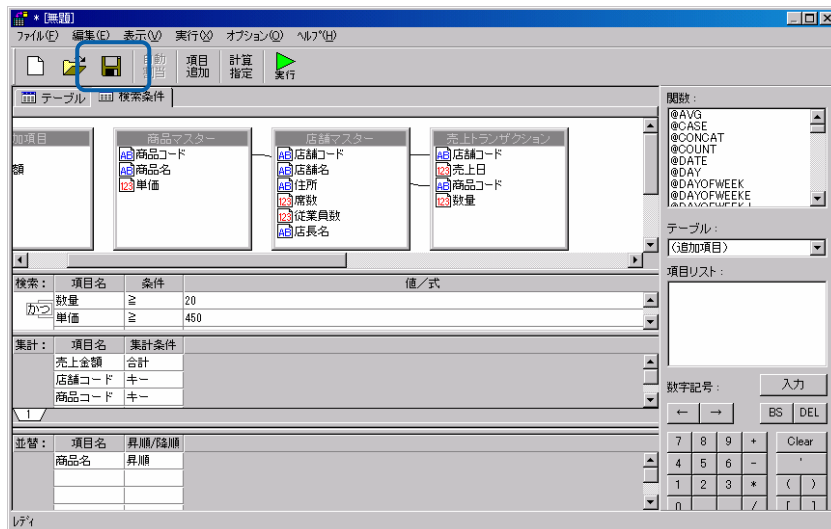 * [無題]
ファイル(F) 編集(E) 表示(V) 実行(X) オプション(O) ヘルプ(H)
自動 割当 項目 追加 計算 指定 実行
テーブル 検索条件
加項目
額
商品マスター
商品コード
商品名
単価
店舗マスター
店舗コード
店舗名
住所
席数
従業員数
店長名
売上トランザクション
店舗コード
売上日
商品コード
数量
検索： 項目名 条件 値／式
かつ
数量 ≧ 20
単価 ≧ 450
集計： 項目名 集計条件
売上金額 合計
店舗コード キー
商品コード キー
1
並替： 項目名 昇順/降順
商品名 昇順
関数：
@AVG
@CASE
@CONCAT
@COUNT
@DATE
@DAY
@DAYOFWEEK
@DAYOFWEEKE
テーブル：
(追加項目)
項目リスト：
数字記号： 入力
← → BS DEL
7 8 9 + Clear
4 5 6 - '
1 2 3 * ( )
0 / [ ]
レディ